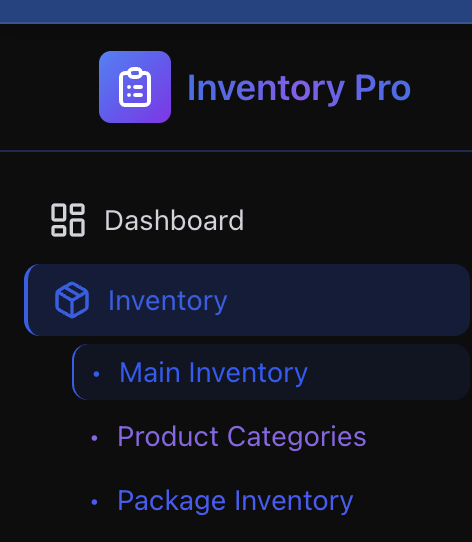 Inventory Pro
Dashboard
Inventory
Main Inventory
Product Categories
Package Inventory